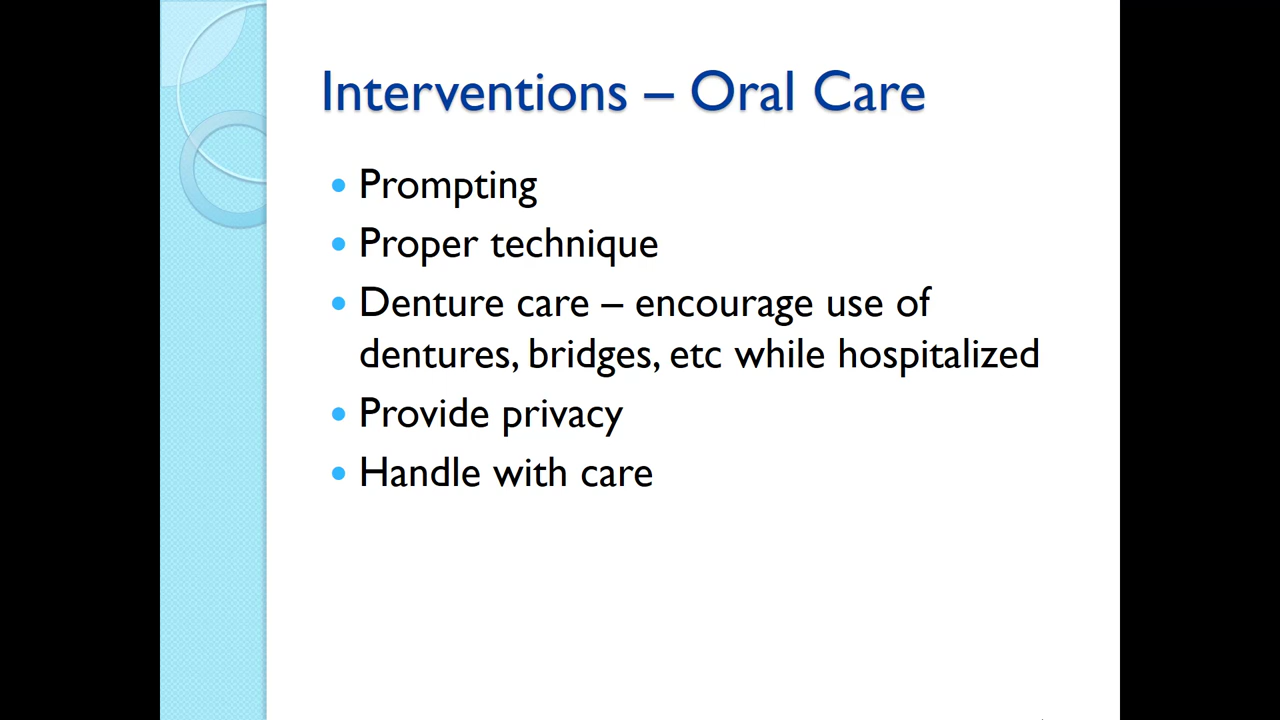 Interventions – Oral Care
• Prompting
• Proper technique
• Denture care – encourage use of
dentures, bridges, etc while hospitalized
• Provide privacy
• Handle with care